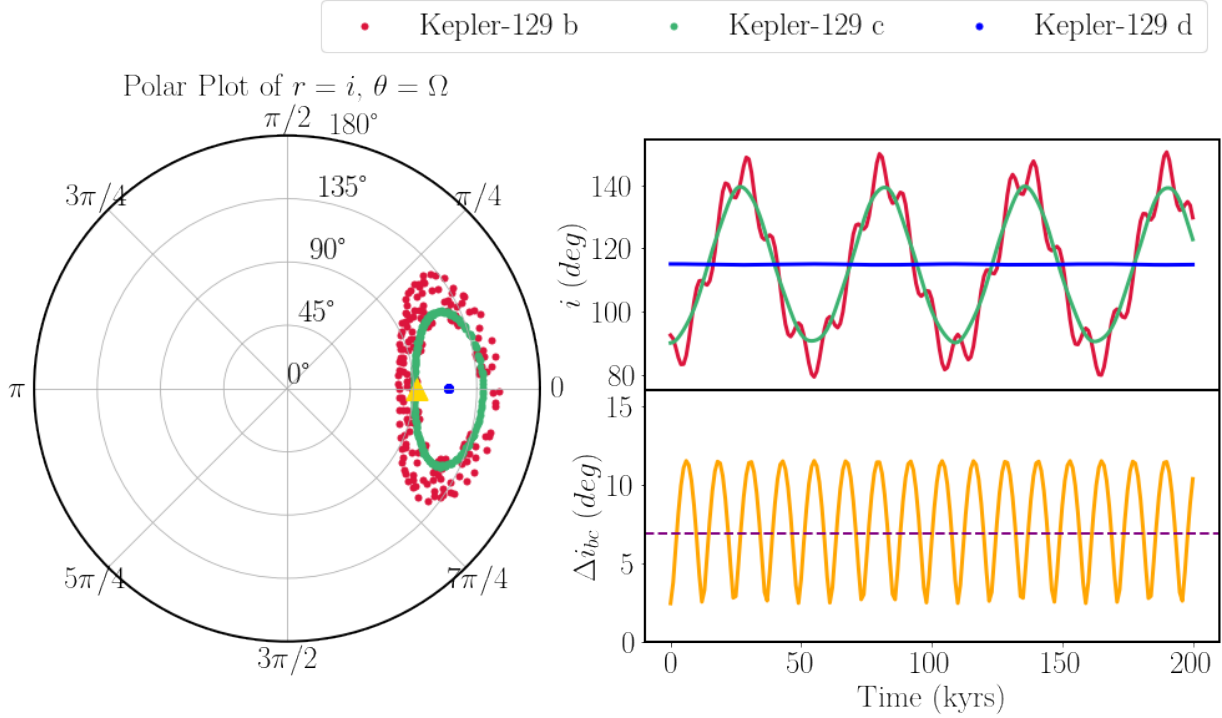 Kepler-129 b Kepler-129 c Kepler-129 d
Polar Plot of r = i, θ = Ω
π/2 180°
3π/4 135° π/4
90°
45°
0°
π 0
5π/4 7π/4
3π/2
i (deg)
140
120
100
80
Δi_bc (deg)
15
10
5
0
0 50 100 150 200
Time (kyrs)